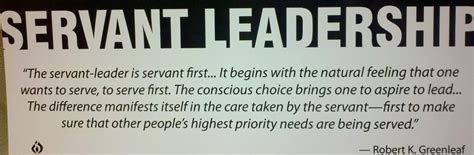 SERVANT LEADERSHIP
“The servant-leader is servant first... It begins with the natural feeling that one
wants to serve, to serve first. The conscious choice brings one to aspire to lead...
The difference manifests itself in the care taken by the servant—first to make
sure that other people’s highest priority needs are being served.”
— Robert K. Greenleaf